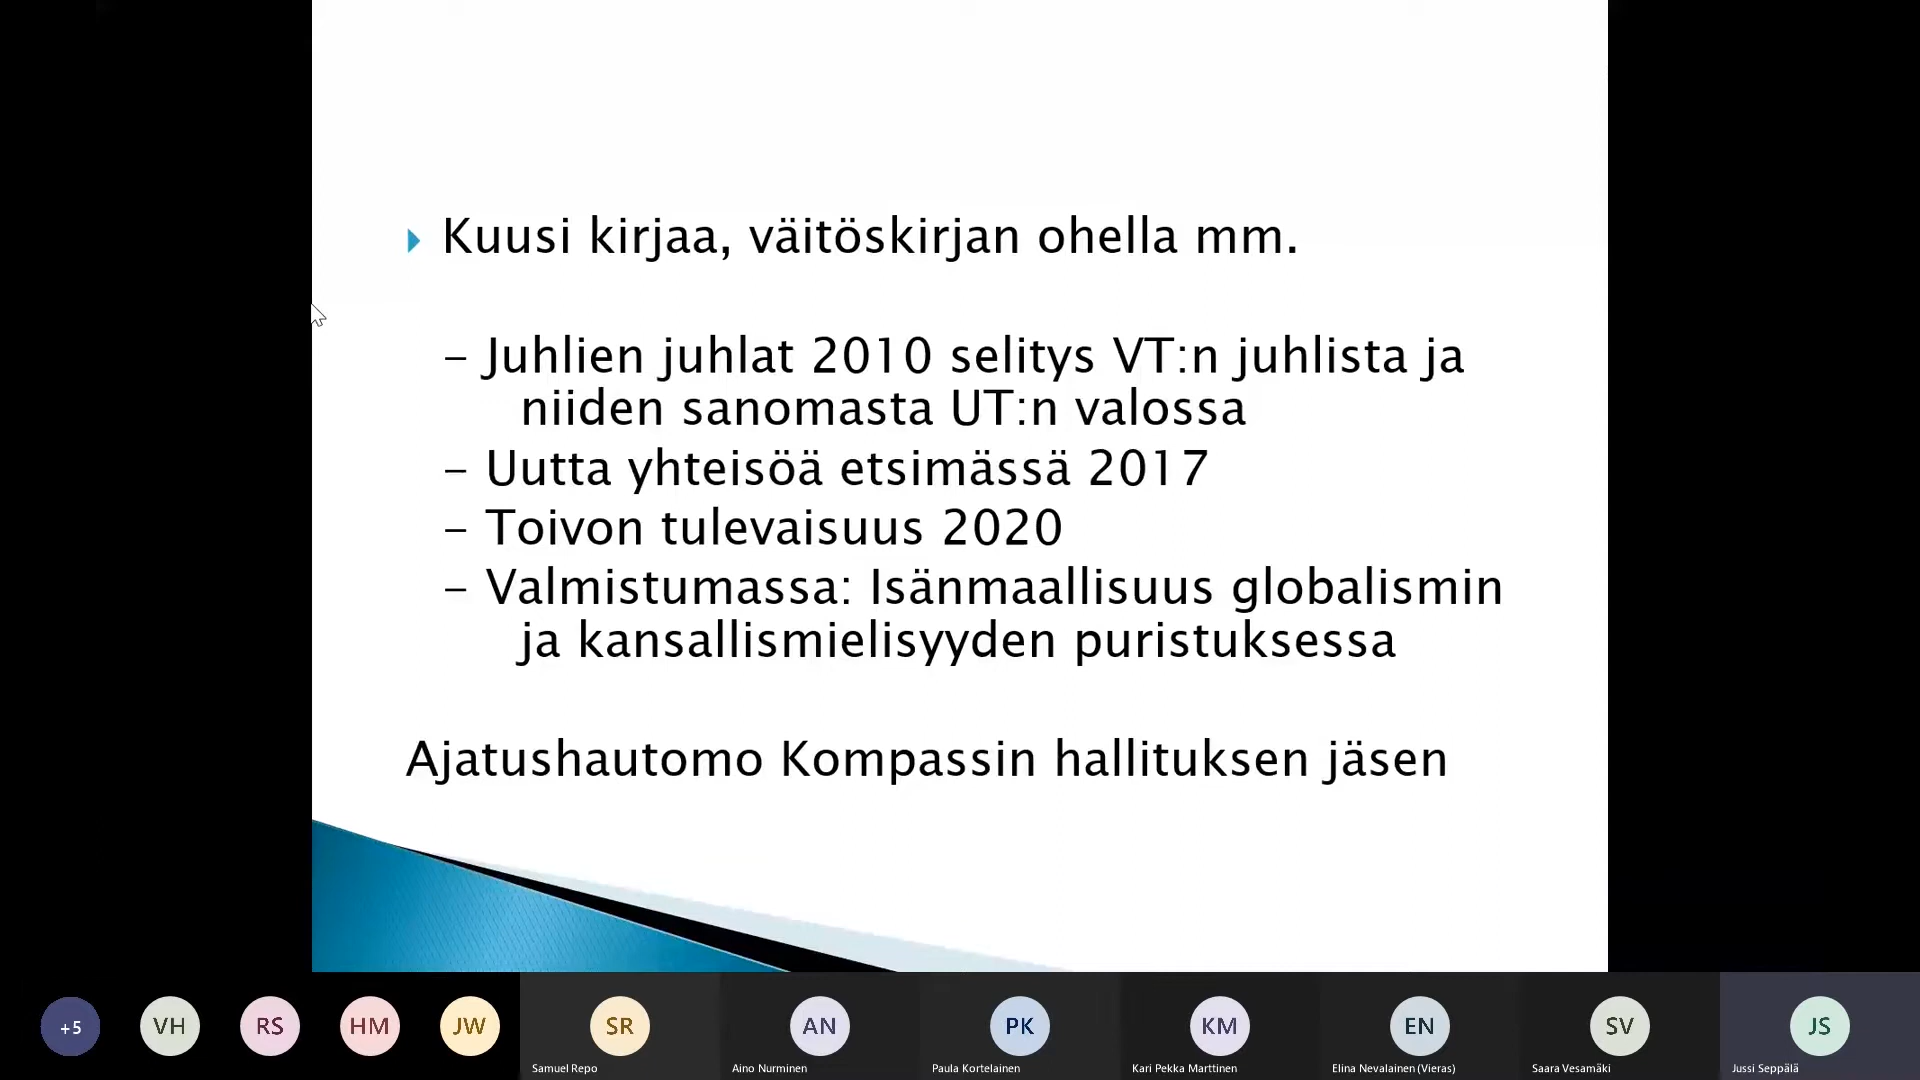 Kuusi kirjaa, väitöskirjan ohella mm.
– Juhlien juhlat 2010 selitys VT:n juhlista ja
niiden sanomasta UT:n valossa
– Uutta yhteisöä etsimässä 2017
– Toivon tulevaisuus 2020
– Valmistumassa: Isänmaallisuus globalismin
ja kansallismielisyyden puristuksessa
Ajatushautomo Kompassin hallituksen jäsen
+5 VH RS HM JW SR AN PK KM EN SV JS
Samuel Repo Aino Nurminen Paula Kortelainen Kari Pekka Marttinen Elina Nevalainen (Vieras) Saara Vesamäki Jussi Seppälä